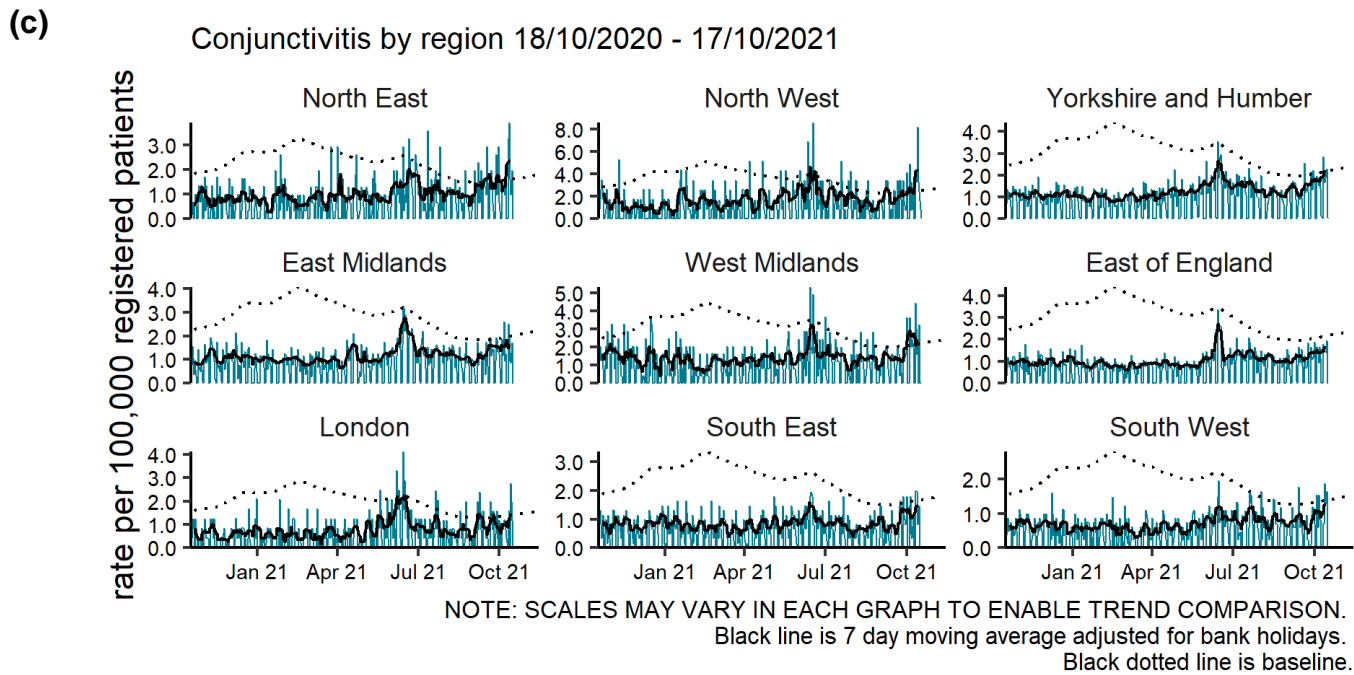 (c)
Conjunctivitis by region 18/10/2020 - 17/10/2021
rate per 100,000 registered patients
North East
3.0
2.0
1.0
0.0
North West
8.0
6.0
4.0
2.0
0.0
Yorkshire and Humber
4.0
3.0
2.0
1.0
0.0
East Midlands
4.0
3.0
2.0
1.0
0.0
West Midlands
5.0
4.0
3.0
2.0
1.0
0.0
East of England
4.0
3.0
2.0
1.0
0.0
London
4.0
3.0
2.0
1.0
0.0
Jan 21 Apr 21 Jul 21 Oct 21
South East
3.0
2.0
1.0
0.0
Jan 21 Apr 21 Jul 21 Oct 21
South West
2.0
1.0
0.0
Jan 21 Apr 21 Jul 21 Oct 21
NOTE: SCALES MAY VARY IN EACH GRAPH TO ENABLE TREND COMPARISON.
Black line is 7 day moving average adjusted for bank holidays.
Black dotted line is baseline.